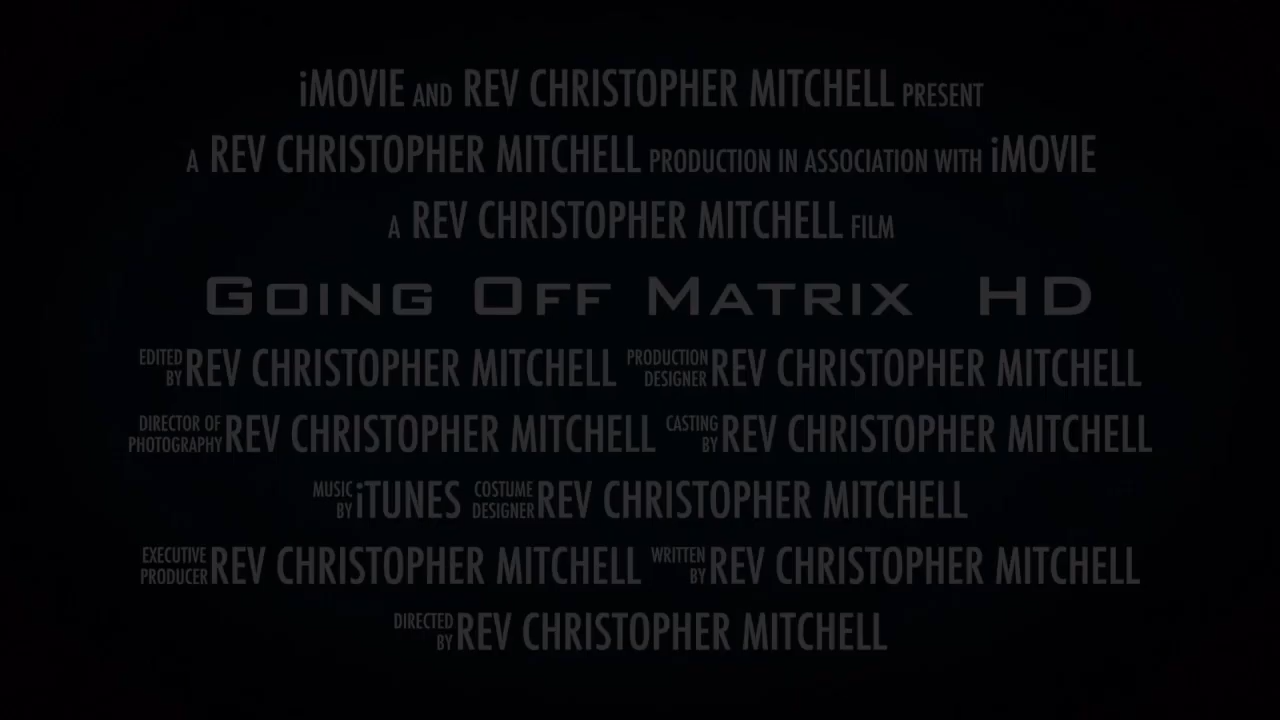 iMOVIE AND REV CHRISTOPHER MITCHELL PRESENT
A REV CHRISTOPHER MITCHELL PRODUCTION IN ASSOCIATION WITH iMOVIE
A REV CHRISTOPHER MITCHELL FILM
GOING OFF MATRIX HD
EDITED BY REV CHRISTOPHER MITCHELL PRODUCTION DESIGNER REV CHRISTOPHER MITCHELL
DIRECTOR OF PHOTOGRAPHY REV CHRISTOPHER MITCHELL CASTING BY REV CHRISTOPHER MITCHELL
MUSIC BY iTUNES COSTUME DESIGNER REV CHRISTOPHER MITCHELL
EXECUTIVE PRODUCER REV CHRISTOPHER MITCHELL WRITTEN BY REV CHRISTOPHER MITCHELL
DIRECTED BY REV CHRISTOPHER MITCHELL